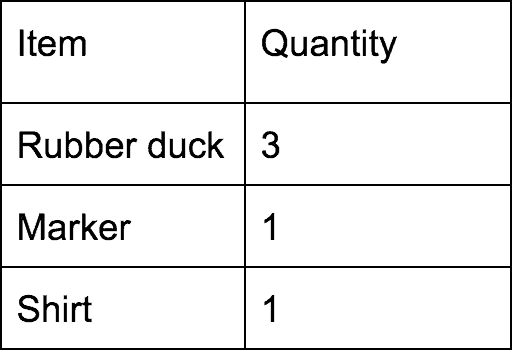 Item Quantity
Rubber duck 3
Marker 1
Shirt 1